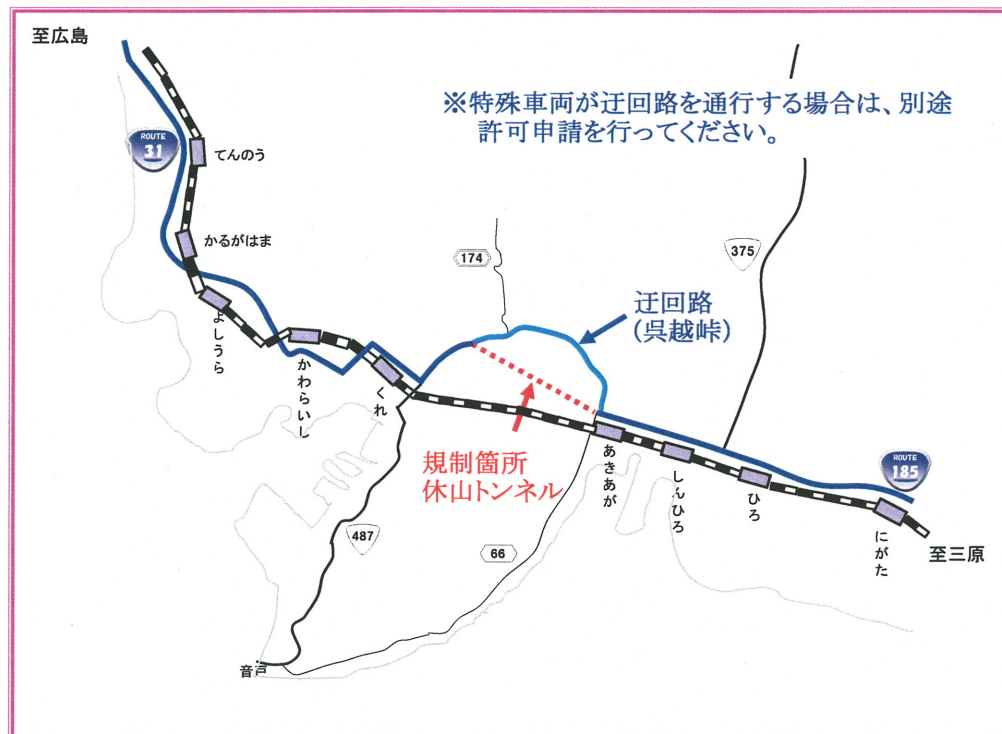 至広島
※特殊車両が迂回路を通行する場合は、別途
許可申請を行ってください。
ROUTE
31
てんのう
かるがはま
174
375
迂回路
(呉越峠)
よしうら
かわらいし
くれ
規制箇所
休山トンネル
あきあが
しんひろ
ひろ
ROUTE
185
にがた
至三原
487
66
音戸